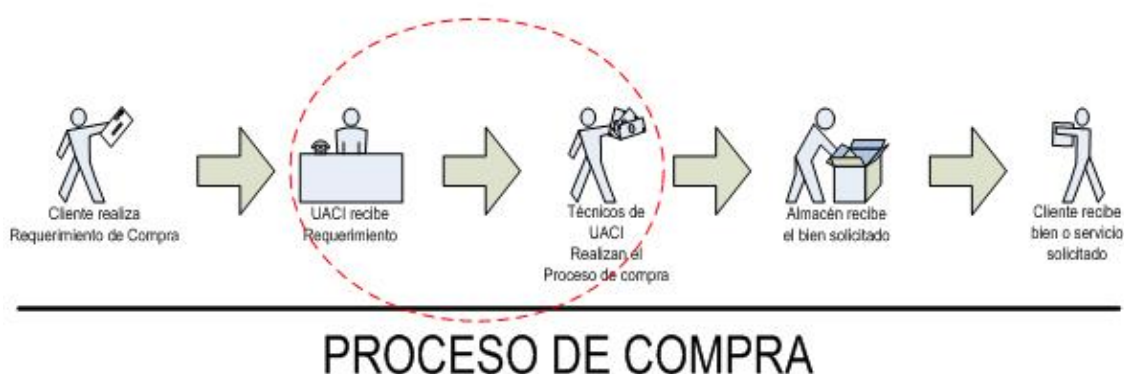 Cliente realiza
Requerimiento de Compra
UACI recibe
Requerimiento
Técnicos de
UACI
Realizan el
Proceso de compra
Almacén recibe
el bien solicitado
Cliente recibe
bien o servicio
solicitado
PROCESO DE COMPRA